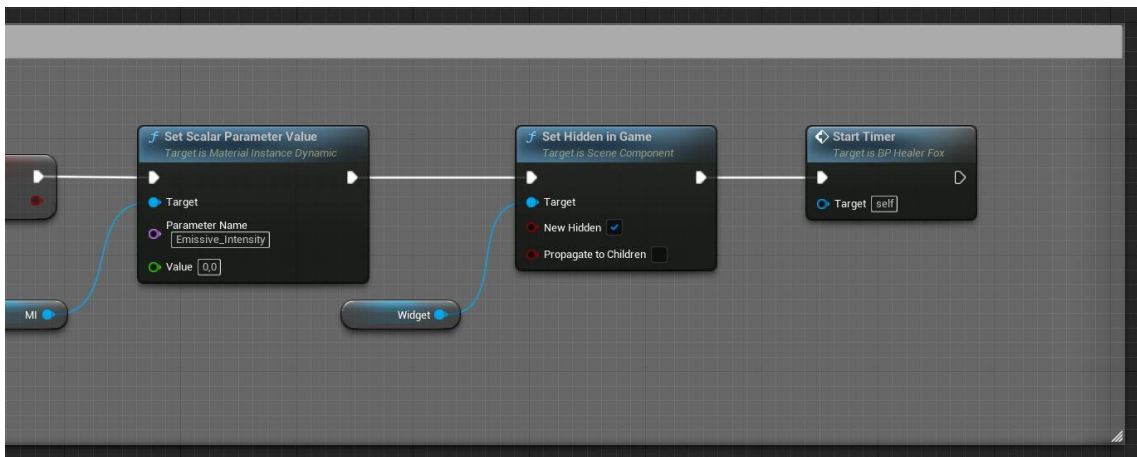 Set Scalar Parameter Value
Target is Material Instance Dynamic
Target
Parameter Name
Emissive_Intensity
Value 0,0
MI
Set Hidden in Game
Target is Scene Component
Target
New Hidden
Propagate to Children
Widget
Start Timer
Target is BP Healer Fox
Target self